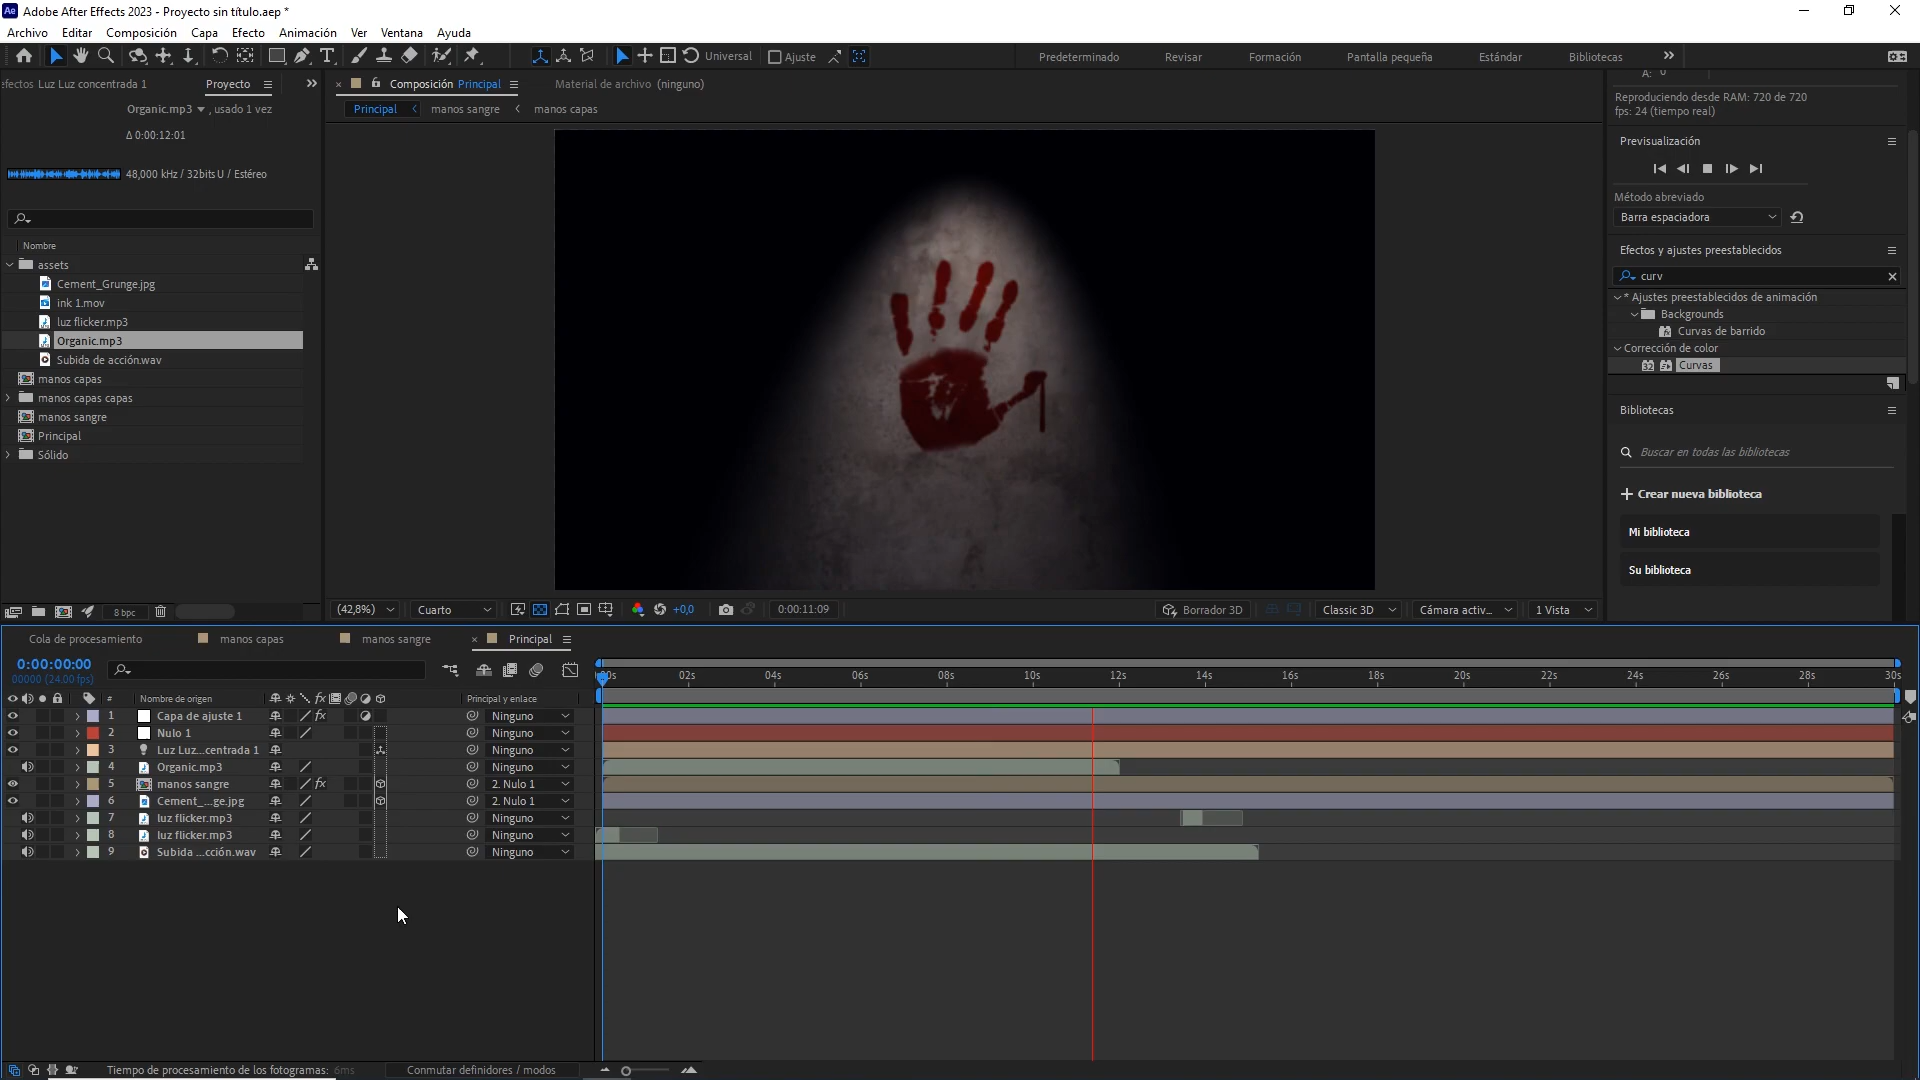 Ae Adobe After Effects 2023 - Proyecto sin título.aep *
Archivo Editar Composición Capa Efecto Animación Ver Ventana Ayuda
Universal Ajuste Predeterminado Revisar Formación Pantalla pequeña Estándar Bibliotecas
efectos Luz Luz concentrada 1 Proyecto
Organic.mp3 , usado 1 vez
Δ 0:00:12:01
48,000 kHz / 32bits U / Estéreo
Nombre
assets
Cement_Grunge.jpg
ink 1.mov
luz flicker.mp3
Organic.mp3
Subida de acción.wav
manos capas
manos capas capas
manos sangre
Principal
Sólido
8 bpc
Composición Principal
Material de archivo (ninguno)
Principal manos sangre manos capas
(42,8%) Cuarto +0,0 0:00:11:09 Borrador 3D Classic 3D Cámara activ... 1 Vista
A: 0
Reproduciendo desde RAM: 720 de 720
fps: 24 (tiempo real)
Previsualización
Método abreviado
Barra espaciadora
Efectos y ajustes preestablecidos
curv
* Ajustes preestablecidos de animación
Backgrounds
Curvas de barrido
Corrección de color
32 Curvas
Bibliotecas
Buscar en todas las bibliotecas
Crear nueva biblioteca
Mi biblioteca
Su biblioteca
Cola de procesamiento manos capas manos sangre Principal
0:00:00:00
00000 (24.00 fps)
00s 02s 04s 06s 08s 10s 12s 14s 16s 18s 20s 22s 24s 26s 28s 30s
# Nombre de origen fx Principal y enlace
1 Capa de ajuste 1 fx Ninguno
2 Nulo 1 Ninguno
3 Luz Luz...centrada 1 Ninguno
4 Organic.mp3 Ninguno
5 manos sangre fx 2. Nulo 1
6 Cement_...ge.jpg 2. Nulo 1
7 luz flicker.mp3 Ninguno
8 luz flicker.mp3 Ninguno
9 Subida ...cción.wav Ninguno
Tiempo de procesamiento de los fotogramas: 6ms Conmutar definidores / modos